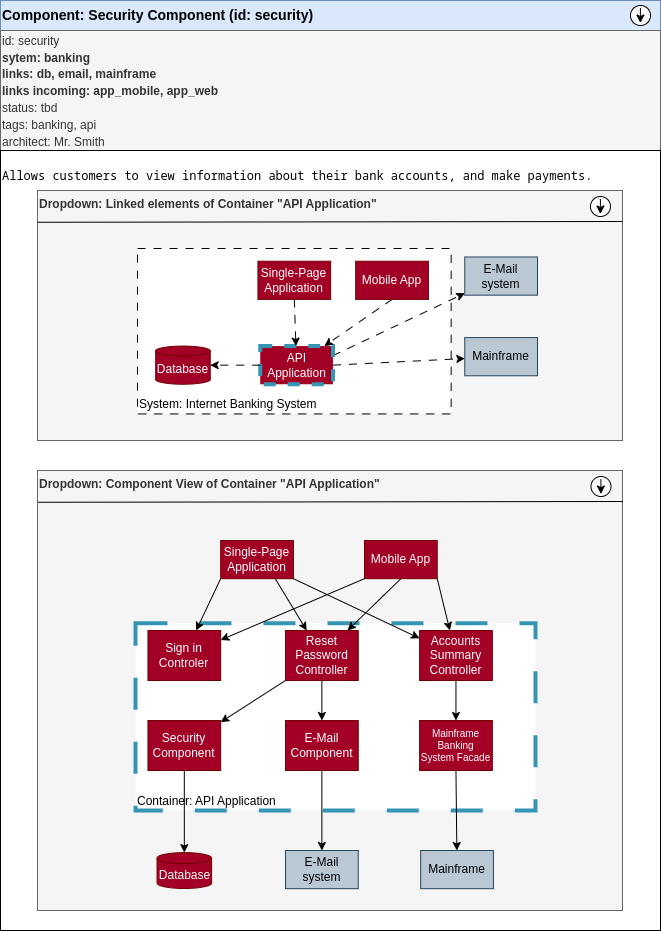 Component: Security Component (id: security)
id: security
sytem: banking
links: db, email, mainframe
links incoming: app_mobile, app_web
status: tbd
tags: banking, api
architect: Mr. Smith
Allows customers to view information about their bank accounts, and make payments.
Dropdown: Linked elements of Container "API Application"
Single-Page
Application
Mobile App
E-Mail
system
Database
API
Application
Mainframe
System: Internet Banking System
Dropdown: Component View of Container "API Application"
Single-Page
Application
Mobile App
Sign in
Controler
Reset
Password
Controller
Accounts
Summary
Controller
Security
Component
E-Mail
Component
Mainframe
Banking
System Facade
Container: API Application
Database
E-Mail
system
Mainframe